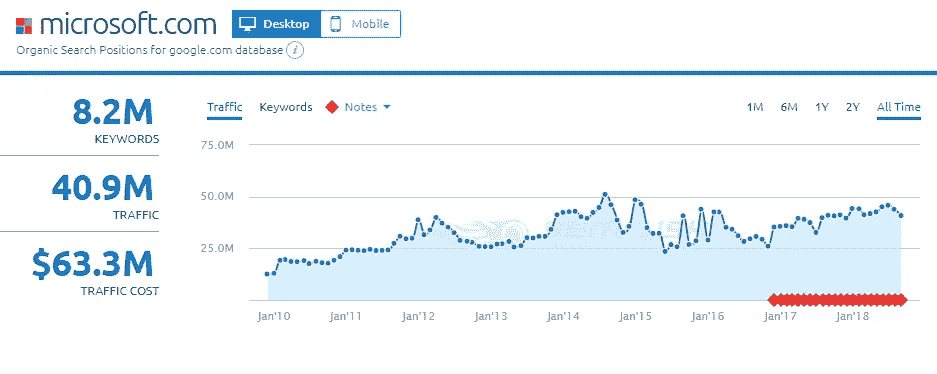 microsoft.com
Desktop
Mobile
Organic Search Positions for google.com database i
8.2M
KEYWORDS
40.9M
TRAFFIC
$63.3M
TRAFFIC COST
Traffic Keywords Notes 1M 6M 1Y 2Y All Time
75.0M
50.0M
25.0M
Jan'10 Jan'11 Jan'12 Jan'13 Jan'14 Jan'15 Jan'16 Jan'17 Jan'18